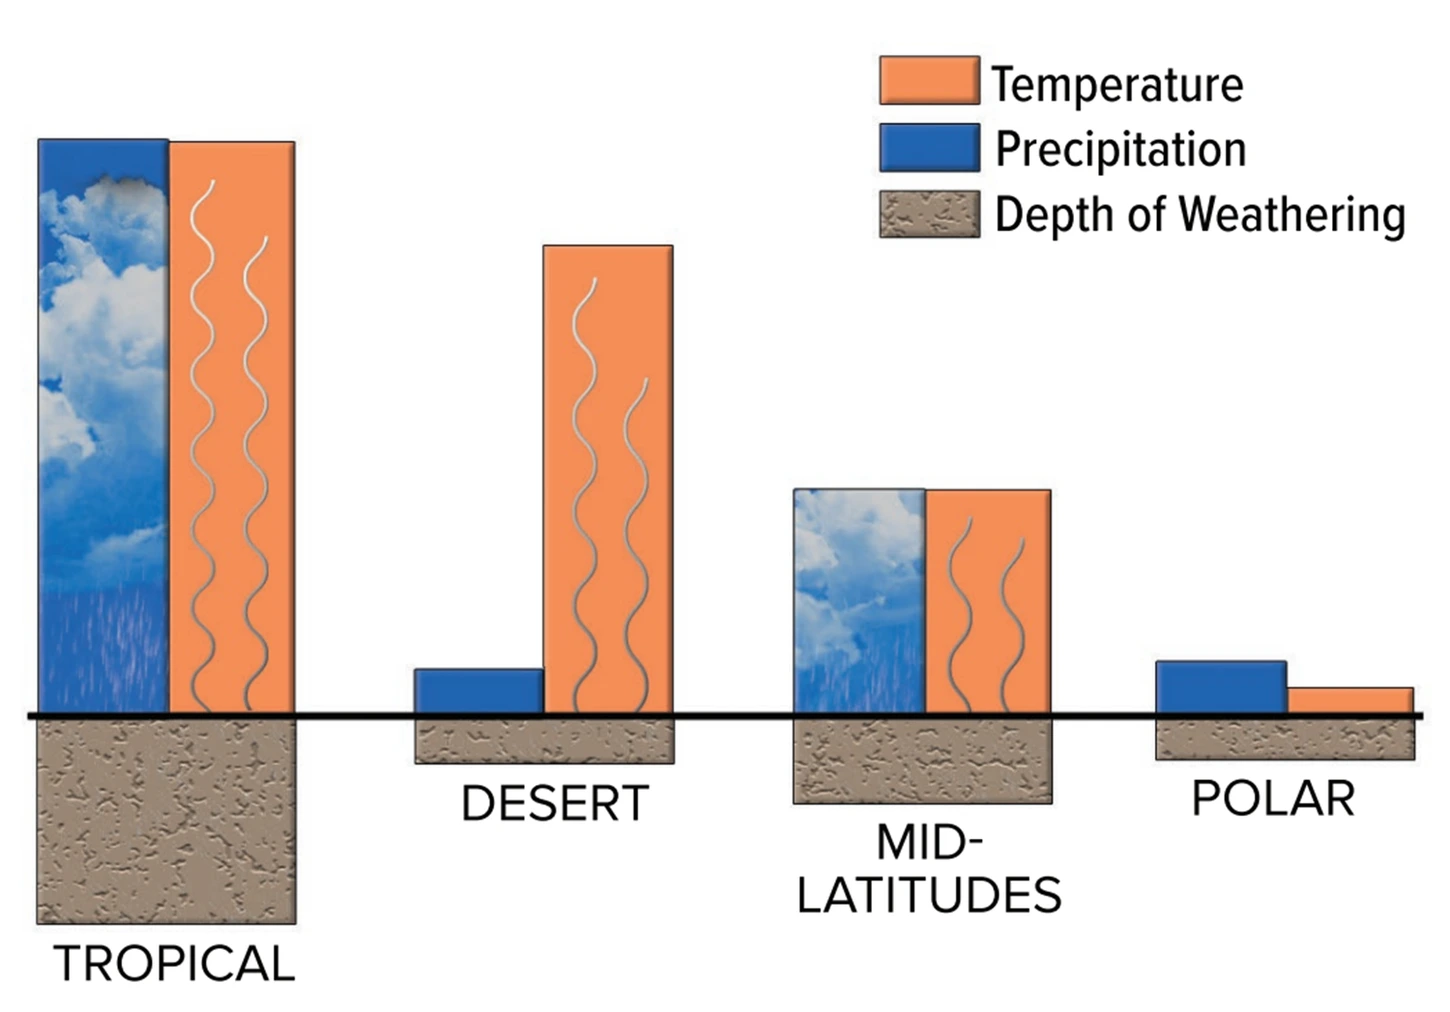 Temperature
Precipitation
Depth of Weathering
DESERT
POLAR
MID-
LATITUDES
TROPICAL